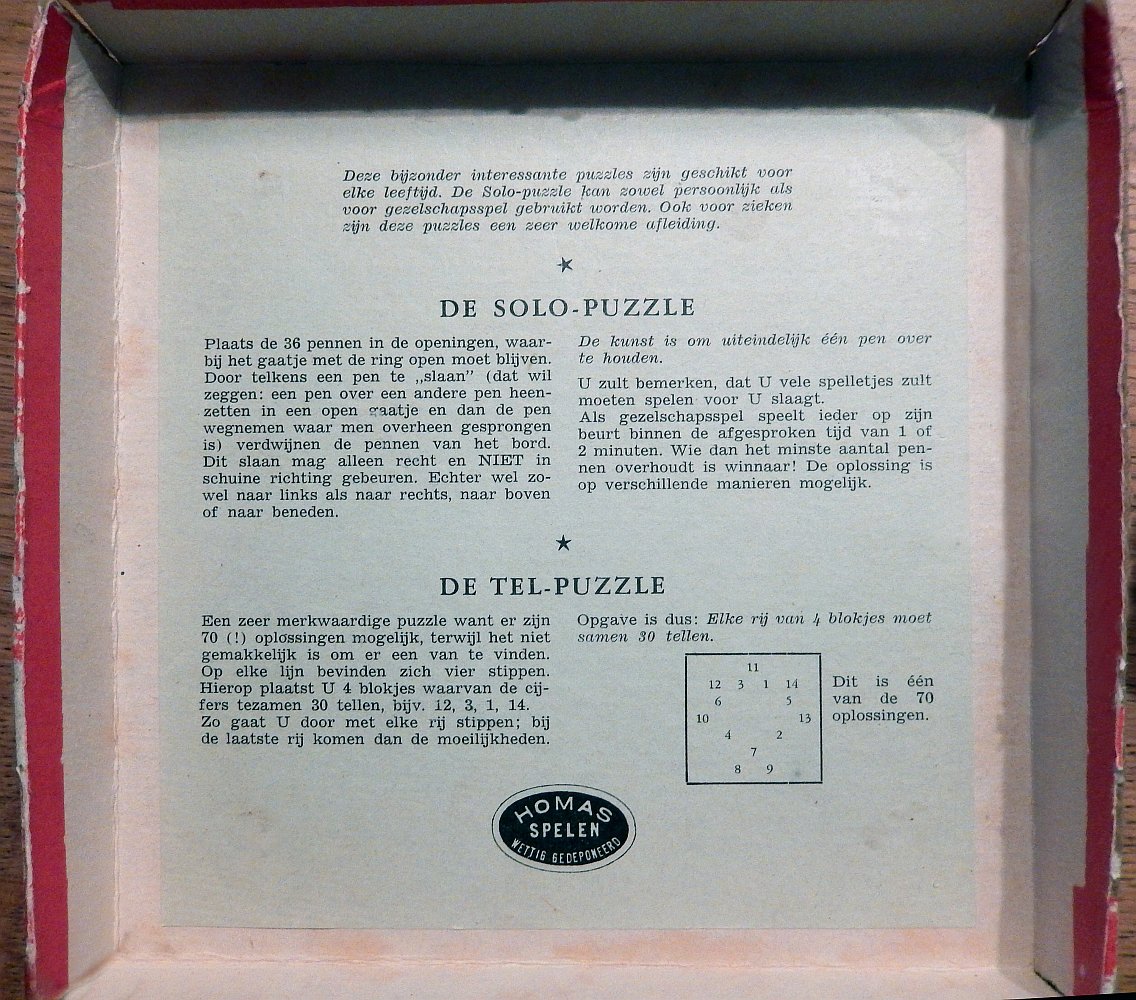 Deze bijzonder interessante puzzles zijn geschikt voor
elke leeftijd. De Solo-puzzle kan zowel persoonlijk als
voor gezelschapsspel gebruikt worden. Ook voor zieken
zijn deze puzzles een zeer welkome afleiding.
DE SOLO-PUZZLE
Plaats de 36 pennen in de openingen, waar-
bij het gaatje met de ring open moet blijven.
Door telkens een pen te „slaan” (dat wil
zeggen: een pen over een andere pen heen-
zetten in een open gaatje en dan de pen
wegnemen waar men overheen gesprongen
is) verdwijnen de pennen van het bord.
Dit slaan mag alleen recht en NIET in
schuine richting gebeuren. Echter wel zo-
wel naar links als naar rechts, naar boven
of naar beneden.
De kunst is om uiteindelijk één pen over
te houden.
U zult bemerken, dat U vele spelletjes zult
moeten spelen voor U slaagt.
Als gezelschapsspel speelt ieder op zijn
beurt binnen de afgesproken tijd van 1 of
2 minuten. Wie dan het minste aantal pen-
nen overhoudt is winnaar! De oplossing is
op verschillende manieren mogelijk.
DE TEL-PUZZLE
Een zeer merkwaardige puzzle want er zijn
70 (!) oplossingen mogelijk, terwijl het niet
gemakkelijk is om er een van te vinden.
Op elke lijn bevinden zich vier stippen.
Hierop plaatst U 4 blokjes waarvan de cij-
fers tezamen 30 tellen, bijv. 12, 3, 1, 14.
Zo gaat U door met elke rij stippen; bij
de laatste rij komen dan de moeilijkheden.
Opgave is dus: Elke rij van 4 blokjes moet
samen 30 tellen.
11
12 3 1 14
6 5
10 13
4 2
7
8 9
Dit is één
van de 70
oplossingen.
HOMAS
SPELEN
WETTIG GEDEPONEERD